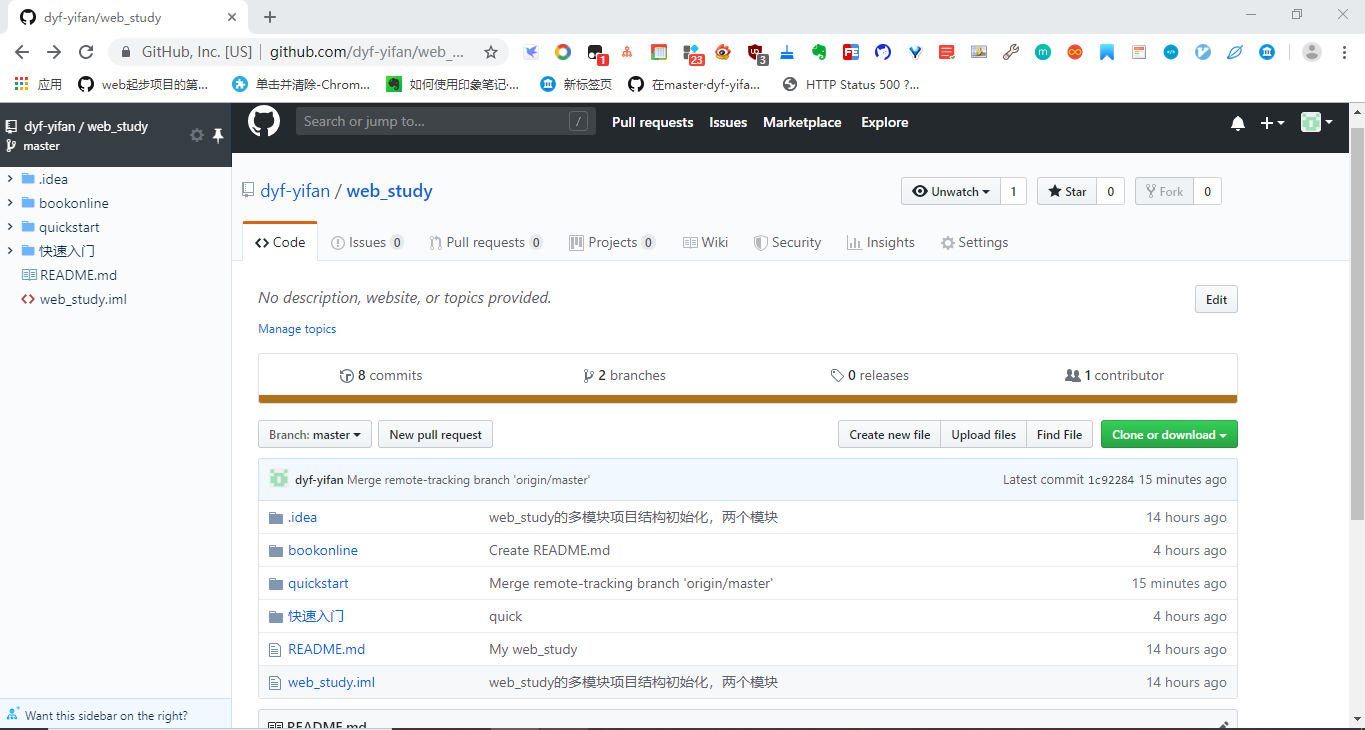 dyf-yifan/web_study
GitHub, Inc. [US] | github.com/dyf-yifan/web_...
1 23 3
应用 web起步项目的第... 单击并清除-Chrom... 如何使用印象笔记·... 新标签页 在master·dyf-yifa... HTTP Status 500 ?...
dyf-yifan / web_study
master
.idea
bookonline
quickstart
快速入门
README.md
web_study.iml
Want this sidebar on the right?
Search or jump to... / Pull requests Issues Marketplace Explore
dyf-yifan / web_study Unwatch 1 Star 0 Fork 0
Code Issues 0 Pull requests 0 Projects 0 Wiki Security Insights Settings
No description, website, or topics provided. Edit
Manage topics
8 commits 2 branches 0 releases 1 contributor
Branch: master New pull request Create new file Upload files Find File Clone or download
dyf-yifan Merge remote-tracking branch 'origin/master' Latest commit 1c92284 15 minutes ago
.idea web_study的多模块项目结构初始化，两个模块 14 hours ago
bookonline Create README.md 4 hours ago
quickstart Merge remote-tracking branch 'origin/master' 15 minutes ago
快速入门 quick 4 hours ago
README.md My web_study 14 hours ago
web_study.iml web_study的多模块项目结构初始化，两个模块 14 hours ago
README.md